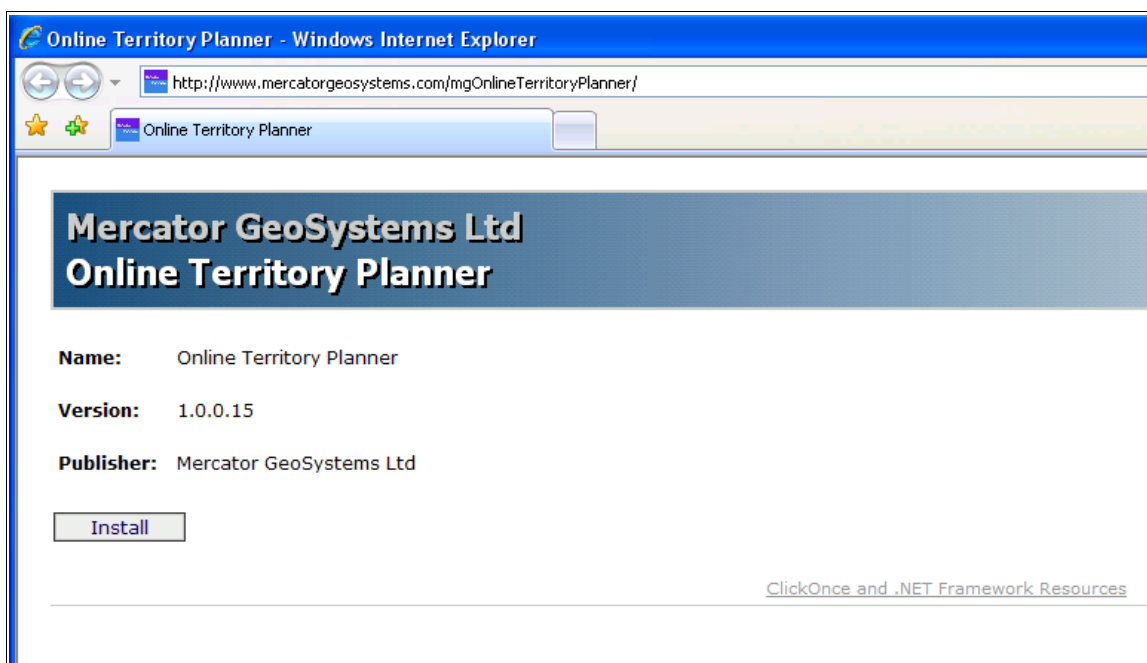 Online Territory Planner - Windows Internet Explorer
http://www.mercatorgeosystems.com/mgOnlineTerritoryPlanner/
Online Territory Planner
Mercator GeoSystems Ltd
Online Territory Planner
Name: Online Territory Planner
Version: 1.0.0.15
Publisher: Mercator GeoSystems Ltd
Install
ClickOnce and .NET Framework Resources